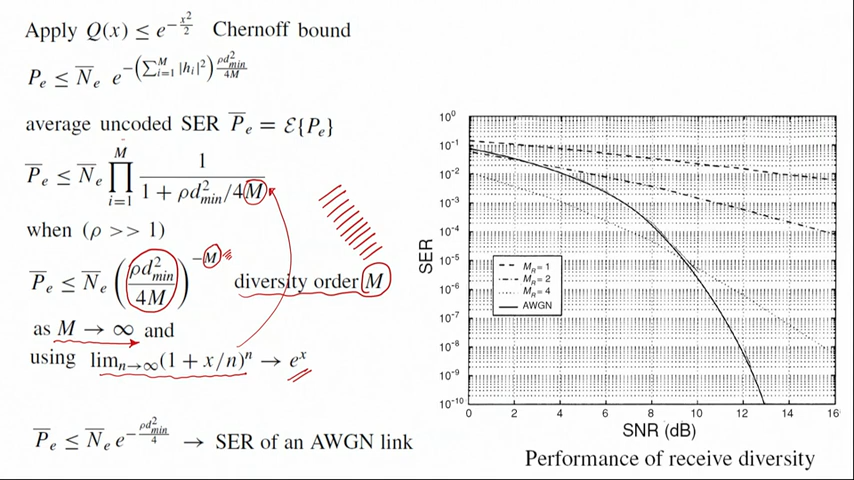 Apply Q(x) ≤ e^{-x²/2} Chernoff bound
P_e ≤ N̅_e e^{-(∑_{i=1}^{M} |h_i|²) ρd²_min/4M}
average uncoded SER P̅_e = ℰ{P_e}
P̅_e ≤ N̅_e ∏_{i=1}^{M} 1/(1 + ρd²_min/4M)
when (ρ >> 1)
P̅_e ≤ N̅_e (ρd²_min/4M)^{-M} diversity order M
as M → ∞ and
using lim_{n→∞}(1 + x/n)^n → e^x
P̅_e ≤ N̅_e e^{-ρd²_min/4} → SER of an AWGN link
10^0
10^-1
10^-2
10^-3
10^-4
10^-5
10^-6
10^-7
10^-8
10^-9
10^-10
SER
M_R = 1
M_R = 2
M_R = 4
AWGN
0 2 4 6 8 10 12 14 16
SNR (dB)
Performance of receive diversity